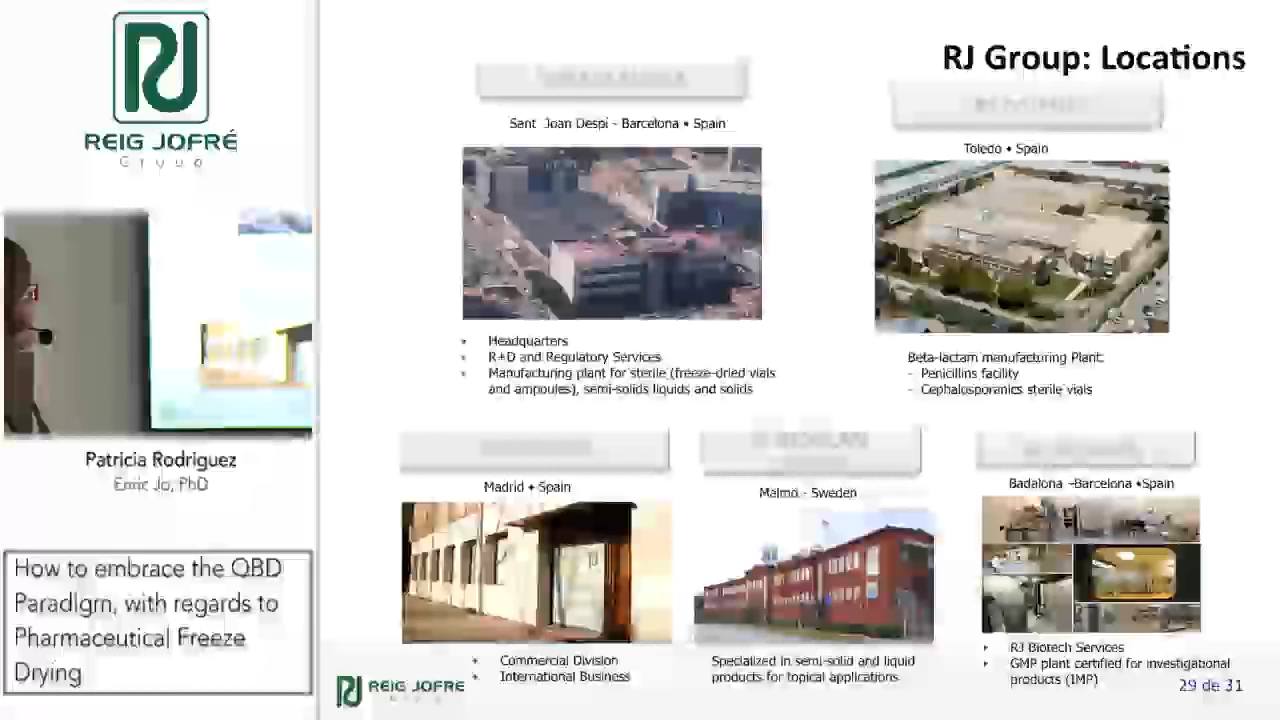 REIG JOFRÉ
Group
Patricia Rodriguez
Enric Jo, PhD
How to embrace the QBD
Paradigm, with regards to
Pharmaceutical Freeze
Drying
RJ Group: Locations
Sant Joan Despi - Barcelona • Spain
• Headquarters
• R+D and Regulatory Services
• Manufacturing plant for sterile (freeze-dried vials
and ampoules), semi-solids liquids and solids
Toledo • Spain
Beta-lactam manufacturing Plant:
- Penicillins facility
- Cephalosporanics sterile vials
Madrid • Spain
• Commercial Division
• International Business
Malmö - Sweden
Specialized in semi-solid and liquid
products for topical applications
Badalona -Barcelona •Spain
• RJ Biotech Services
• GMP plant certified for investigational
products (IMP)
REIG JOFRE
Group
29 de 31